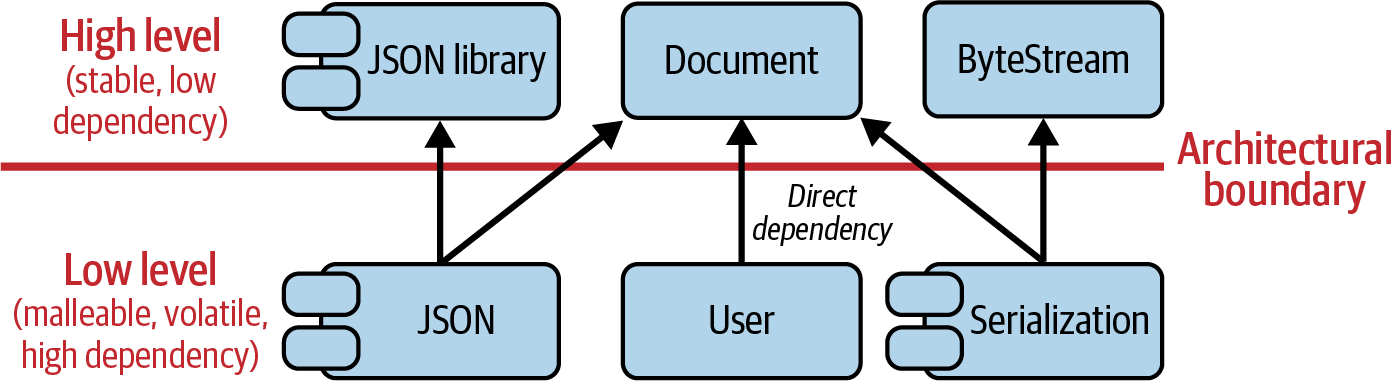 High level
(stable, low
dependency)
JSON library
Document
ByteStream
Architectural
boundary
Direct
dependency
Low level
(malleable, volatile,
high dependency)
JSON
User
Serialization